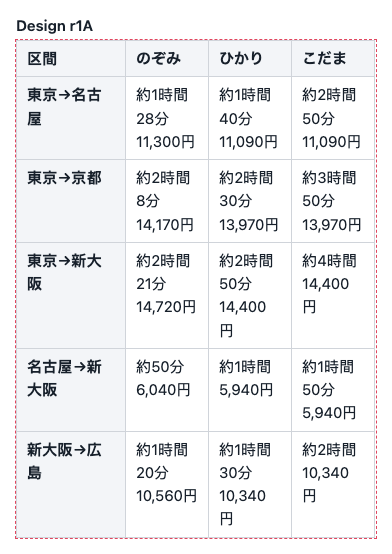 Design r1A
区間 のぞみ ひかり こだま
東京→名古
屋
約1時間
28分
11,300円
約1時間
40分
11,090円
約2時間
50分
11,090円
東京→京都
約2時間
8分
14,170円
約2時間
30分
13,970円
約3時間
50分
13,970円
東京→新大
阪
約2時間
21分
14,720円
約2時間
50分
14,400
円
約4時間
14,400
円
名古屋→新
大阪
約50分
6,040円
約1時間
5,940円
約1時間
50分
5,940円
新大阪→広
島
約1時間
20分
10,560円
約1時間
30分
10,340
円
約2時間
10,340
円